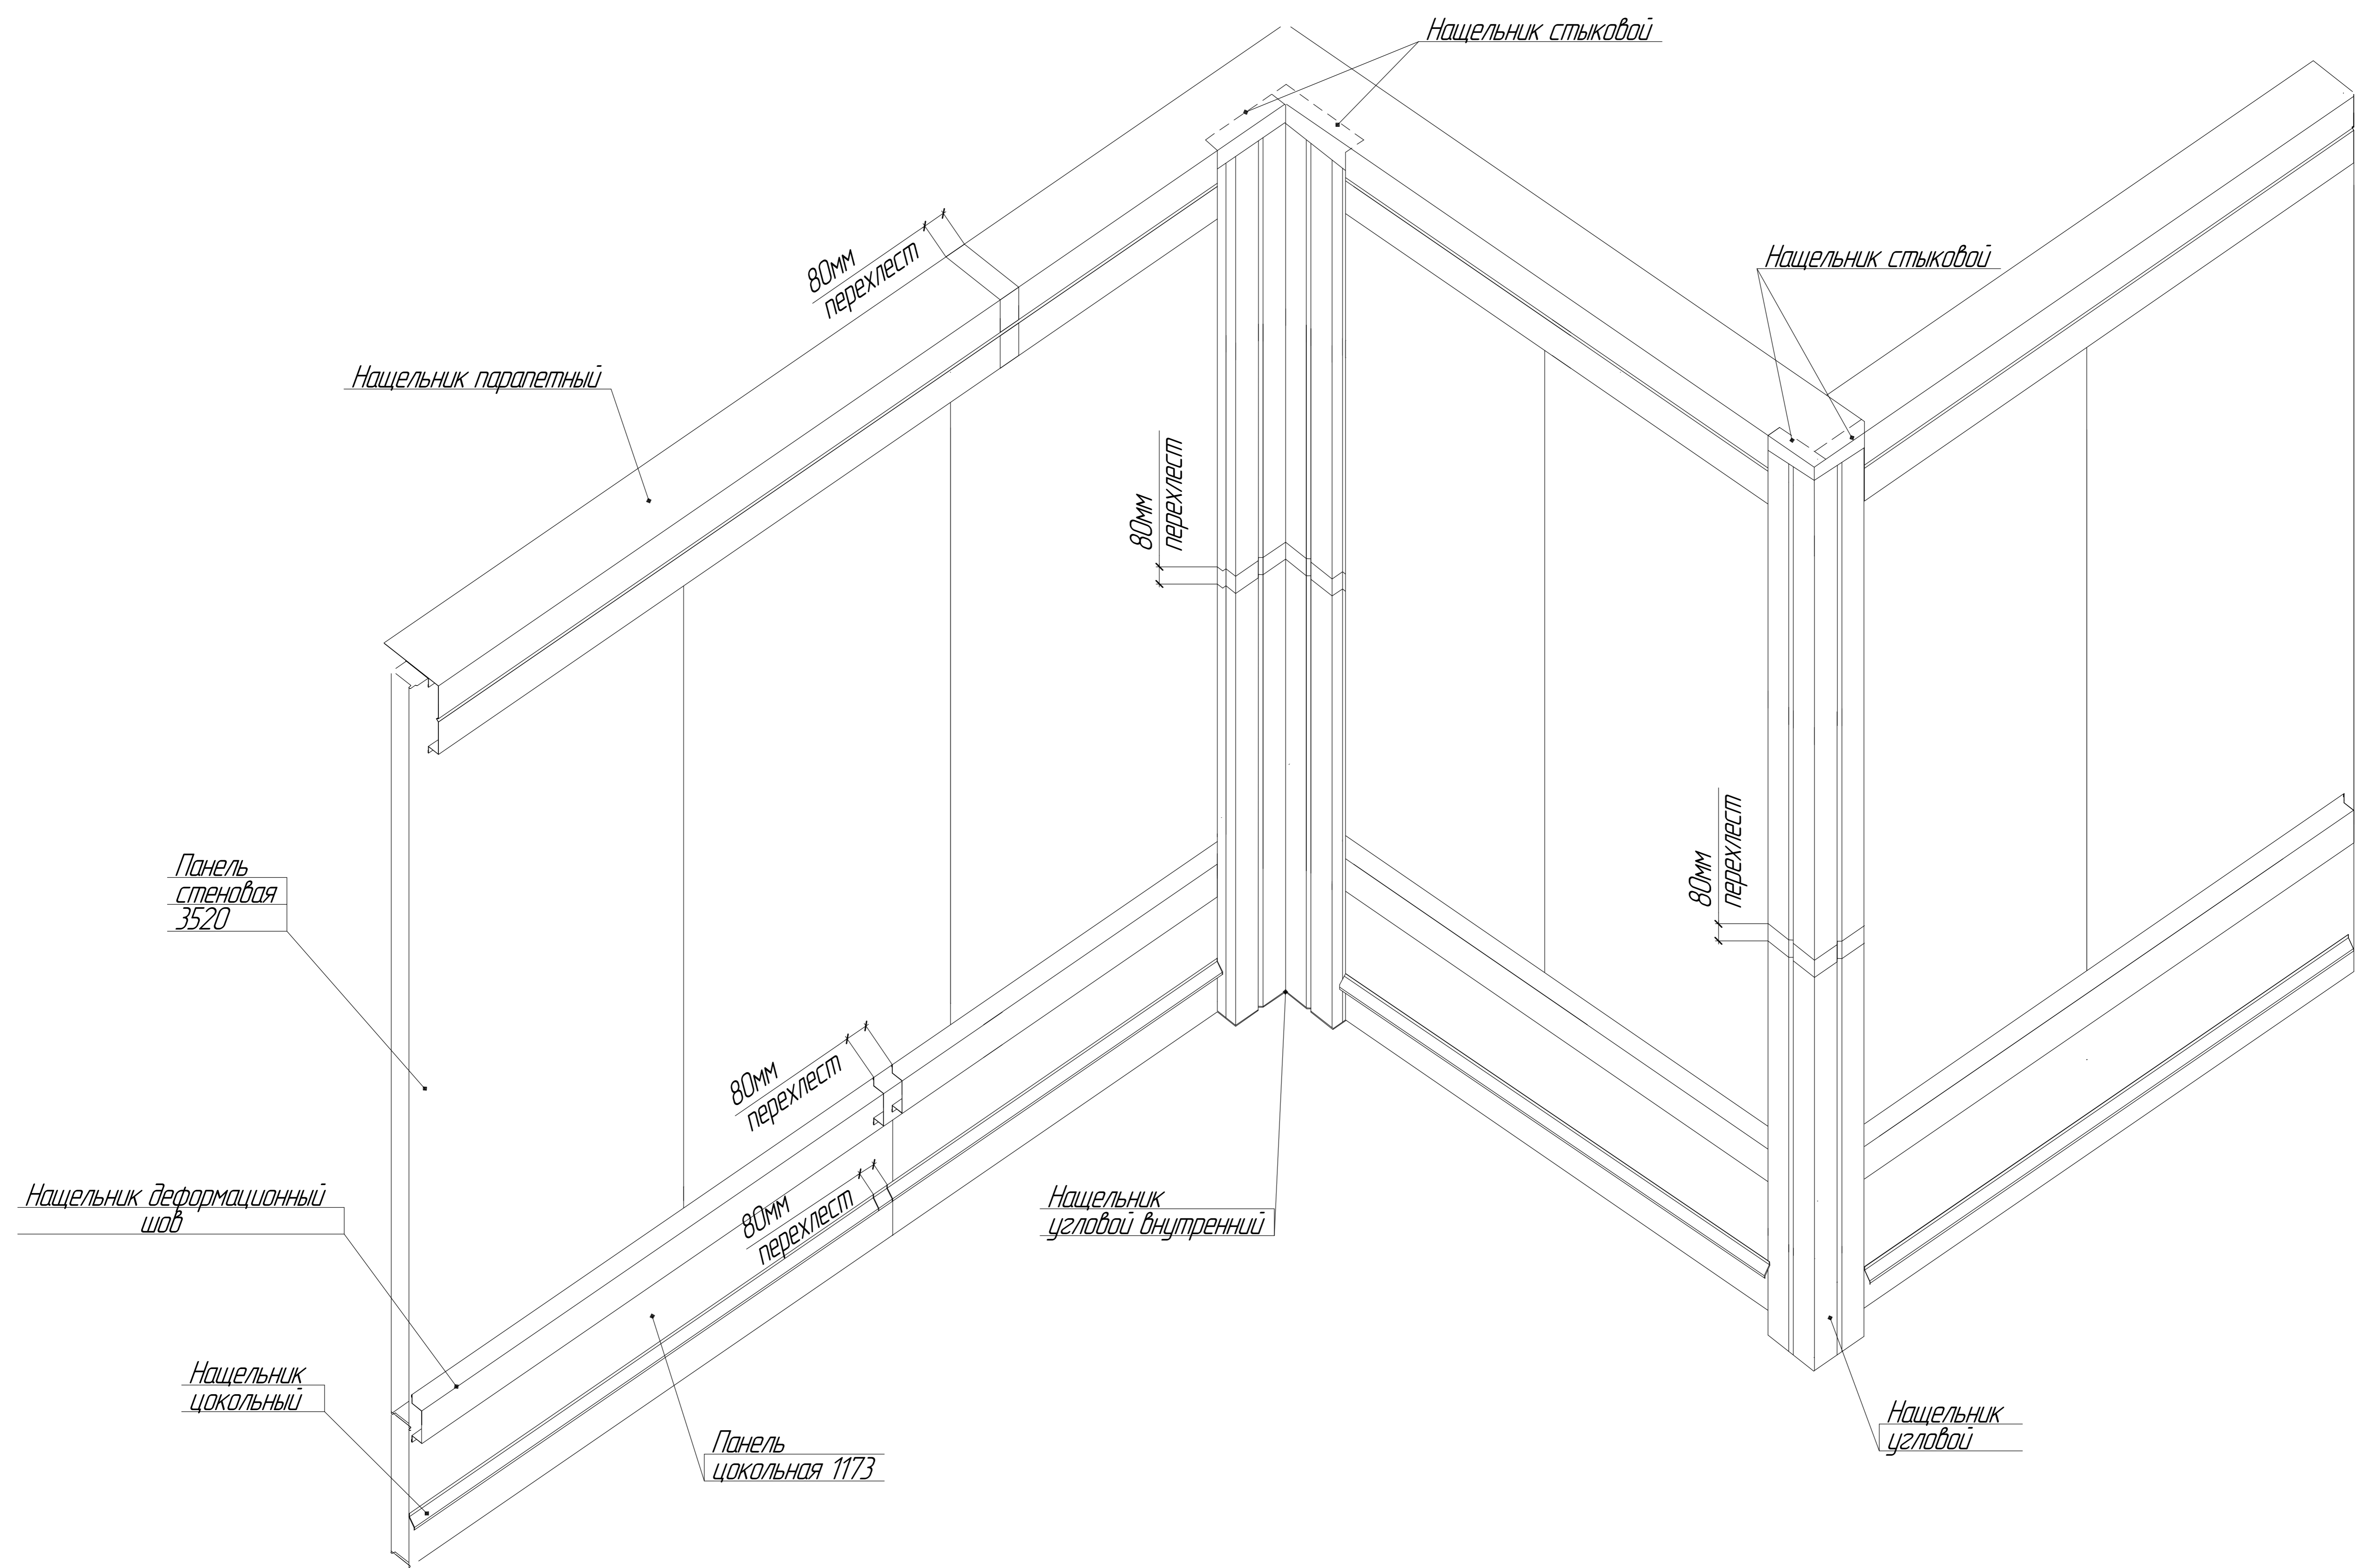 Нащельник стыковой
80мм
перехлест
Нащельник стыковой
Нащельник парапетный
80мм
перехлест
Панель
стеновая
3520
80мм
перехлест
80мм
перехлест
Нащельник деформационный
шов
80мм
перехлест
Нащельник
угловой внутренний
Нащельник
цокольный
Панель
цокольная 1173
Нащельник
угловой